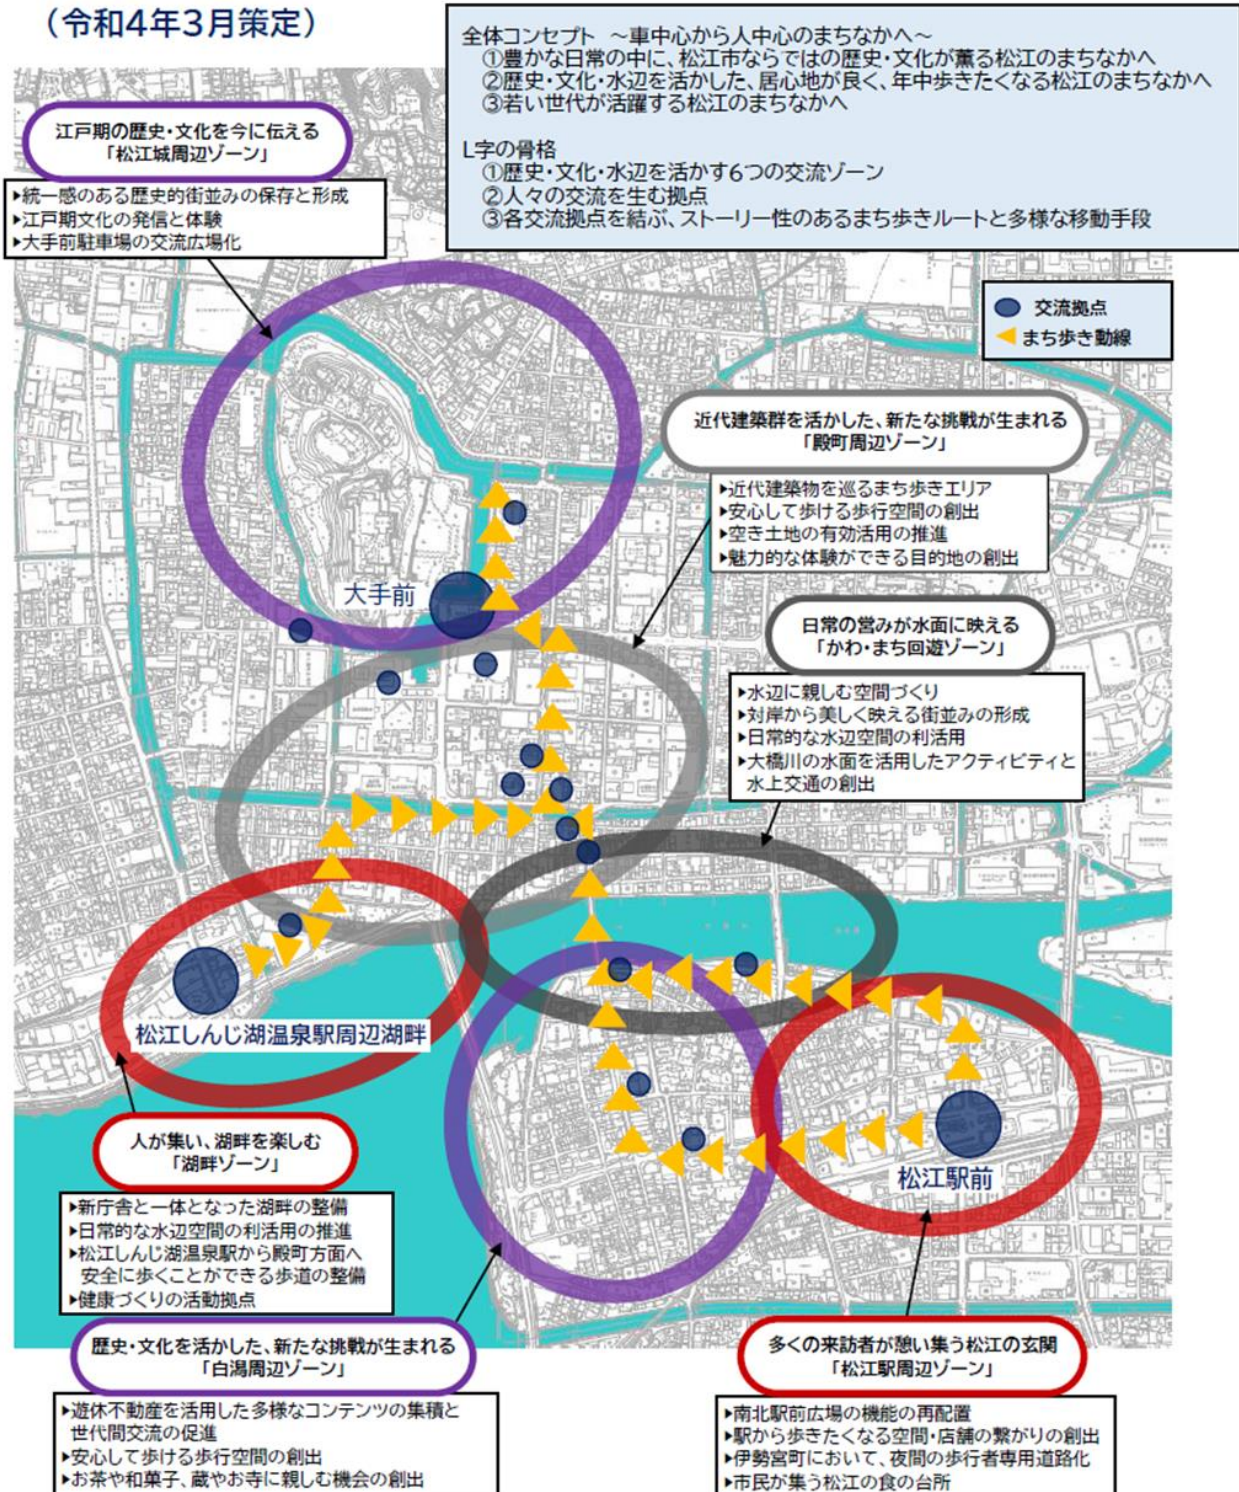 (令和4年3月策定)
全体コンセプト ～車中心から人中心のまちなかへ～
①豊かな日常の中に、松江市ならではの歴史・文化が薫る松江のまちなかへ
②歴史・文化・水辺を活かした、居心地が良く、年中歩きたくなる松江のまちなかへ
③若い世代が活躍する松江のまちなかへ
L字の骨格
①歴史・文化・水辺を活かす6つの交流ゾーン
②人々の交流を生む拠点
③各交流拠点を結ぶ、ストーリー性のあるまち歩きルートと多様な移動手段
江戸期の歴史・文化を今に伝える
「松江城周辺ゾーン」
▸統一感のある歴史的街並みの保存と形成
▸江戸期文化の発信と体験
▸大手前駐車場の交流広場化
交流拠点
まち歩き動線
近代建築群を活かした、新たな挑戦が生まれる
「殿町周辺ゾーン」
▸近代建築物を巡るまち歩きエリア
▸安心して歩ける歩行空間の創出
▸空き土地の有効活用の推進
▸魅力的な体験ができる目的地の創出
大手前
日常の営みが水面に映える
「かわ・まち回遊ゾーン」
▸水辺に親しむ空間づくり
▸対岸から美しく映える街並みの形成
▸日常的な水辺空間の利活用
▸大橋川の水面を活用したアクティビティと
水上交通の創出
松江しんじ湖温泉駅周辺湖畔
松江駅前
人が集い、湖畔を楽しむ
「湖畔ゾーン」
▸新庁舎と一体となった湖畔の整備
▸日常的な水辺空間の利活用の推進
▸松江しんじ湖温泉駅から殿町方面へ
安全に歩くことができる歩道の整備
▸健康づくりの活動拠点
歴史・文化を活かした、新たな挑戦が生まれる
「白潟周辺ゾーン」
▸遊休不動産を活用した多様なコンテンツの集積と
世代間交流の促進
▸安心して歩ける歩行空間の創出
▸お茶や和菓子、蔵やお寺に親しむ機会の創出
多くの来訪者が憩い集う松江の玄関
「松江駅周辺ゾーン」
▸南北駅前広場の機能の再配置
▸駅から歩きたくなる空間・店舗の繋がりの創出
▸伊勢宮町において、夜間の歩行者専用道路化
▸市民が集う松江の食の台所